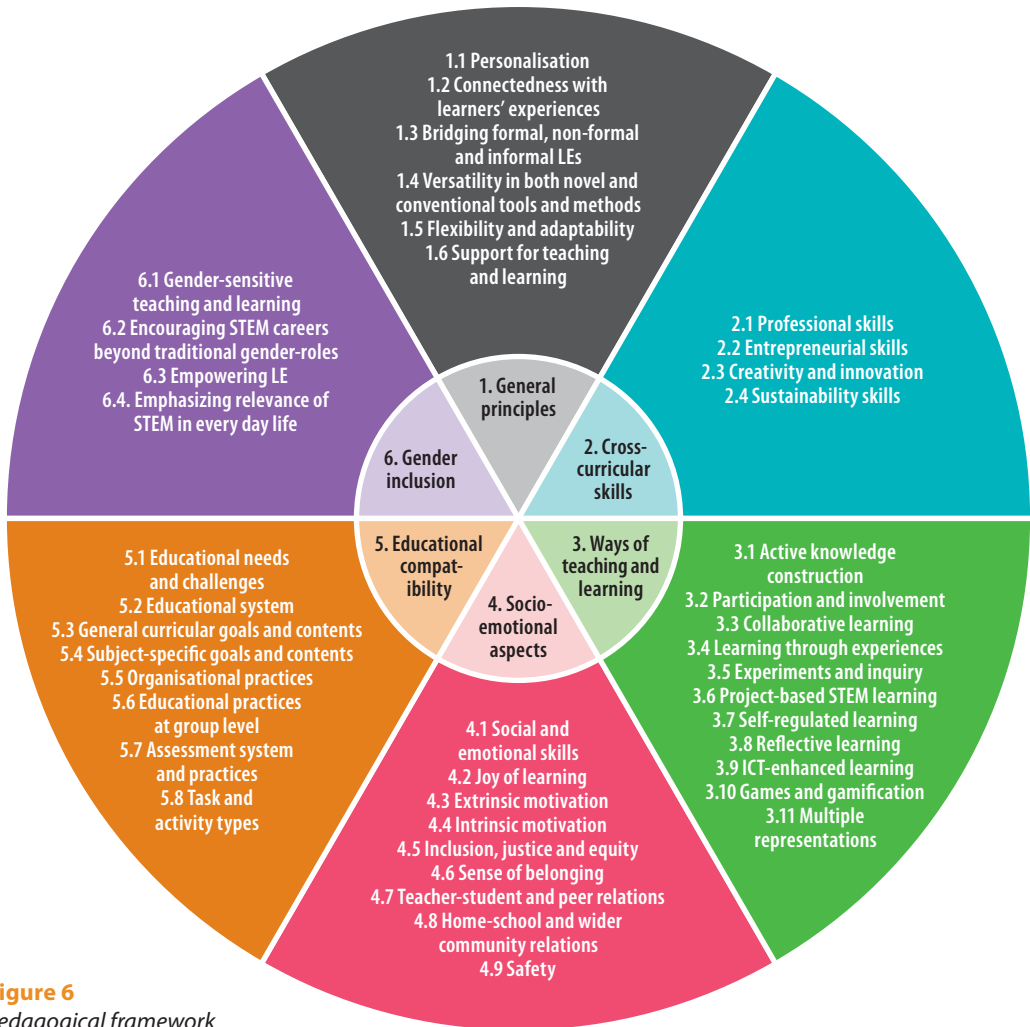 1.1 Personalisation
1.2 Connectedness with
learners’ experiences
1.3 Bridging formal, non-formal
and informal LEs
1.4 Versatility in both novel and
conventional tools and methods
1.5 Flexibility and adaptability
1.6 Support for teaching
and learning
2.1 Professional skills
2.2 Entrepreneurial skills
2.3 Creativity and innovation
2.4 Sustainability skills
3.1 Active knowledge
construction
3.2 Participation and involvement
3.3 Collaborative learning
3.4 Learning through experiences
3.5 Experiments and inquiry
3.6 Project-based STEM learning
3.7 Self-regulated learning
3.8 Reflective learning
3.9 ICT-enhanced learning
3.10 Games and gamification
3.11 Multiple
representations
4.1 Social and
emotional skills
4.2 Joy of learning
4.3 Extrinsic motivation
4.4 Intrinsic motivation
4.5 Inclusion, justice and equity
4.6 Sense of belonging
4.7 Teacher-student and peer relations
4.8 Home-school and wider
community relations
4.9 Safety
5.1 Educational needs
and challenges
5.2 Educational system
5.3 General curricular goals and contents
5.4 Subject-specific goals and contents
5.5 Organisational practices
5.6 Educational practices
at group level
5.7 Assessment system
and practices
5.8 Task and
activity types
6.1 Gender-sensitive
teaching and learning
6.2 Encouraging STEM careers
beyond traditional gender-roles
6.3 Empowering LE
6.4. Emphasizing relevance of
STEM in every day life
1. General
principles
2. Cross-
curricular
skills
3. Ways of
teaching and
learning
4. Socio-
emotional
aspects
5. Educational
compat-
ibility
6. Gender
inclusion
igure 6
edagogical framework